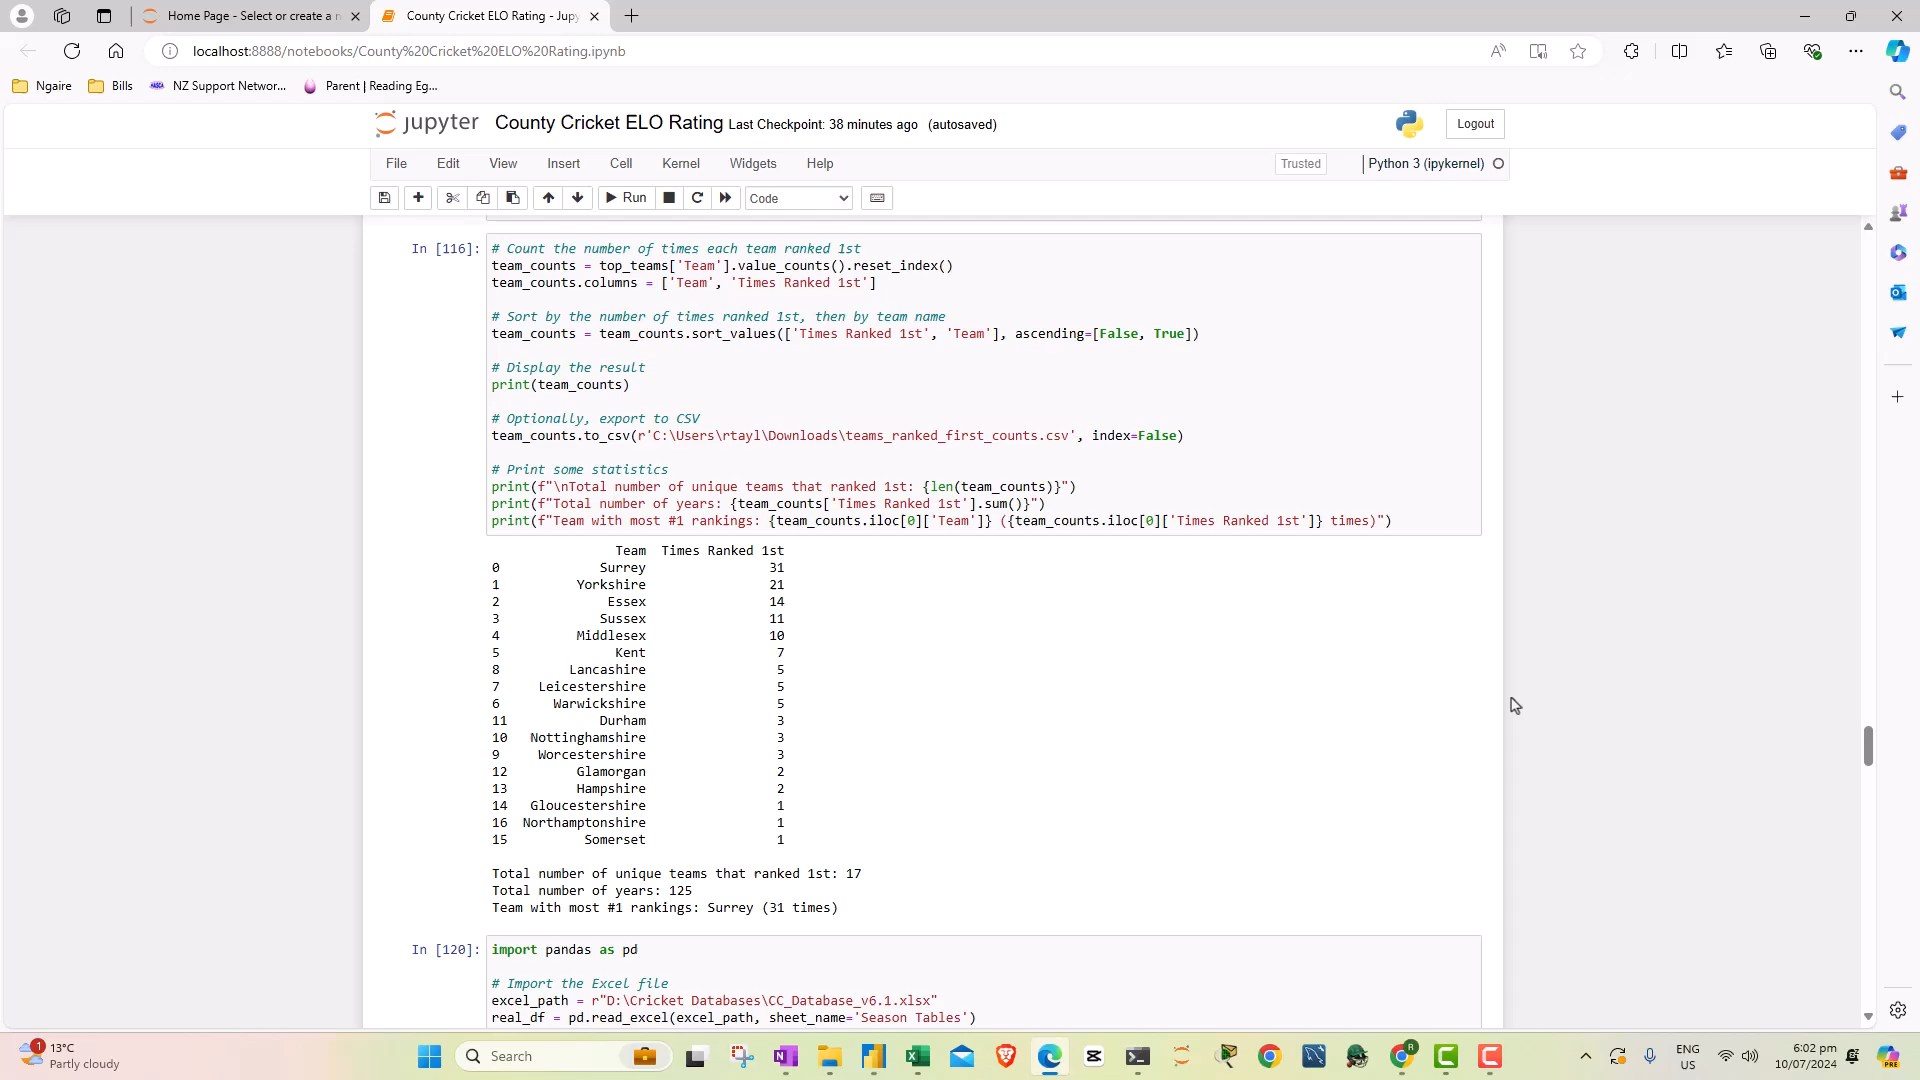 Home Page - Select or create a n
County Cricket ELO Rating - Jupy
localhost:8888/notebooks/County%20Cricket%20ELO%20Rating.ipynb
Ngaire
Bills
NZ Support Networ...
Parent | Reading Eg...
jupyter County Cricket ELO Rating Last Checkpoint: 38 minutes ago (autosaved)
Logout
File Edit View Insert Cell Kernel Widgets Help
Trusted
Python 3 (ipykernel)
Run
Code
In [116]:
# Count the number of times each team ranked 1st
team_counts = top_teams['Team'].value_counts().reset_index()
team_counts.columns = ['Team', 'Times Ranked 1st']
# Sort by the number of times ranked 1st, then by team name
team_counts = team_counts.sort_values(['Times Ranked 1st', 'Team'], ascending=[False, True])
# Display the result
print(team_counts)
# Optionally, export to CSV
team_counts.to_csv(r'C:\Users\rtayl\Downloads\teams_ranked_first_counts.csv', index=False)
# Print some statistics
print(f"\nTotal number of unique teams that ranked 1st: {len(team_counts)}")
print(f"Total number of years: {team_counts['Times Ranked 1st'].sum()}")
print(f"Team with most #1 rankings: {team_counts.iloc[0]['Team']} ({team_counts.iloc[0]['Times Ranked 1st']} times)")
Team Times Ranked 1st
0 Surrey 31
1 Yorkshire 21
2 Essex 14
3 Sussex 11
4 Middlesex 10
5 Kent 7
8 Lancashire 5
7 Leicestershire 5
6 Warwickshire 5
11 Durham 3
10 Nottinghamshire 3
9 Worcestershire 3
12 Glamorgan 2
13 Hampshire 2
14 Gloucestershire 1
16 Northamptonshire 1
15 Somerset 1
Total number of unique teams that ranked 1st: 17
Total number of years: 125
Team with most #1 rankings: Surrey (31 times)
In [120]:
import pandas as pd
# Import the Excel file
excel_path = r"D:\Cricket Databases\CC_Database_v6.1.xlsx"
real_df = pd.read_excel(excel_path, sheet_name='Season Tables')
1
13°C
Partly cloudy
Search
ENG
US
6:02 pm
10/07/2024